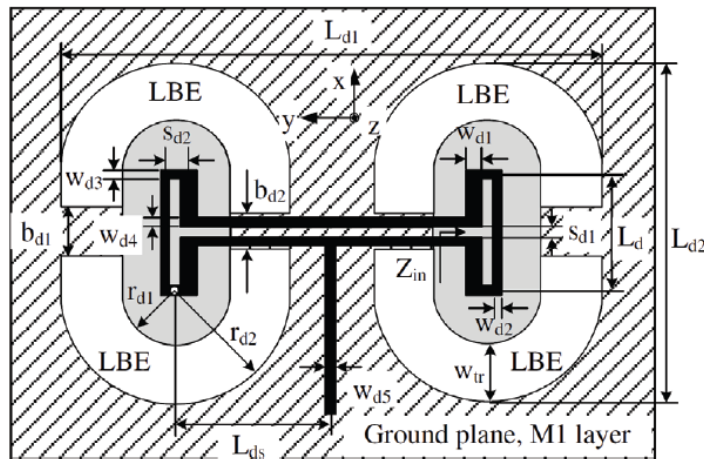 L_d1
LBE
x
LBE
y
z
s_d2
w_d1
w_d3
b_d2
b_d1
w_d4
s_d1
L_d
L_d2
Z_in
r_d1
r_d2
w_d2
LBE
w_tr
LBE
w_d5
L_ds
Ground plane, M1 layer